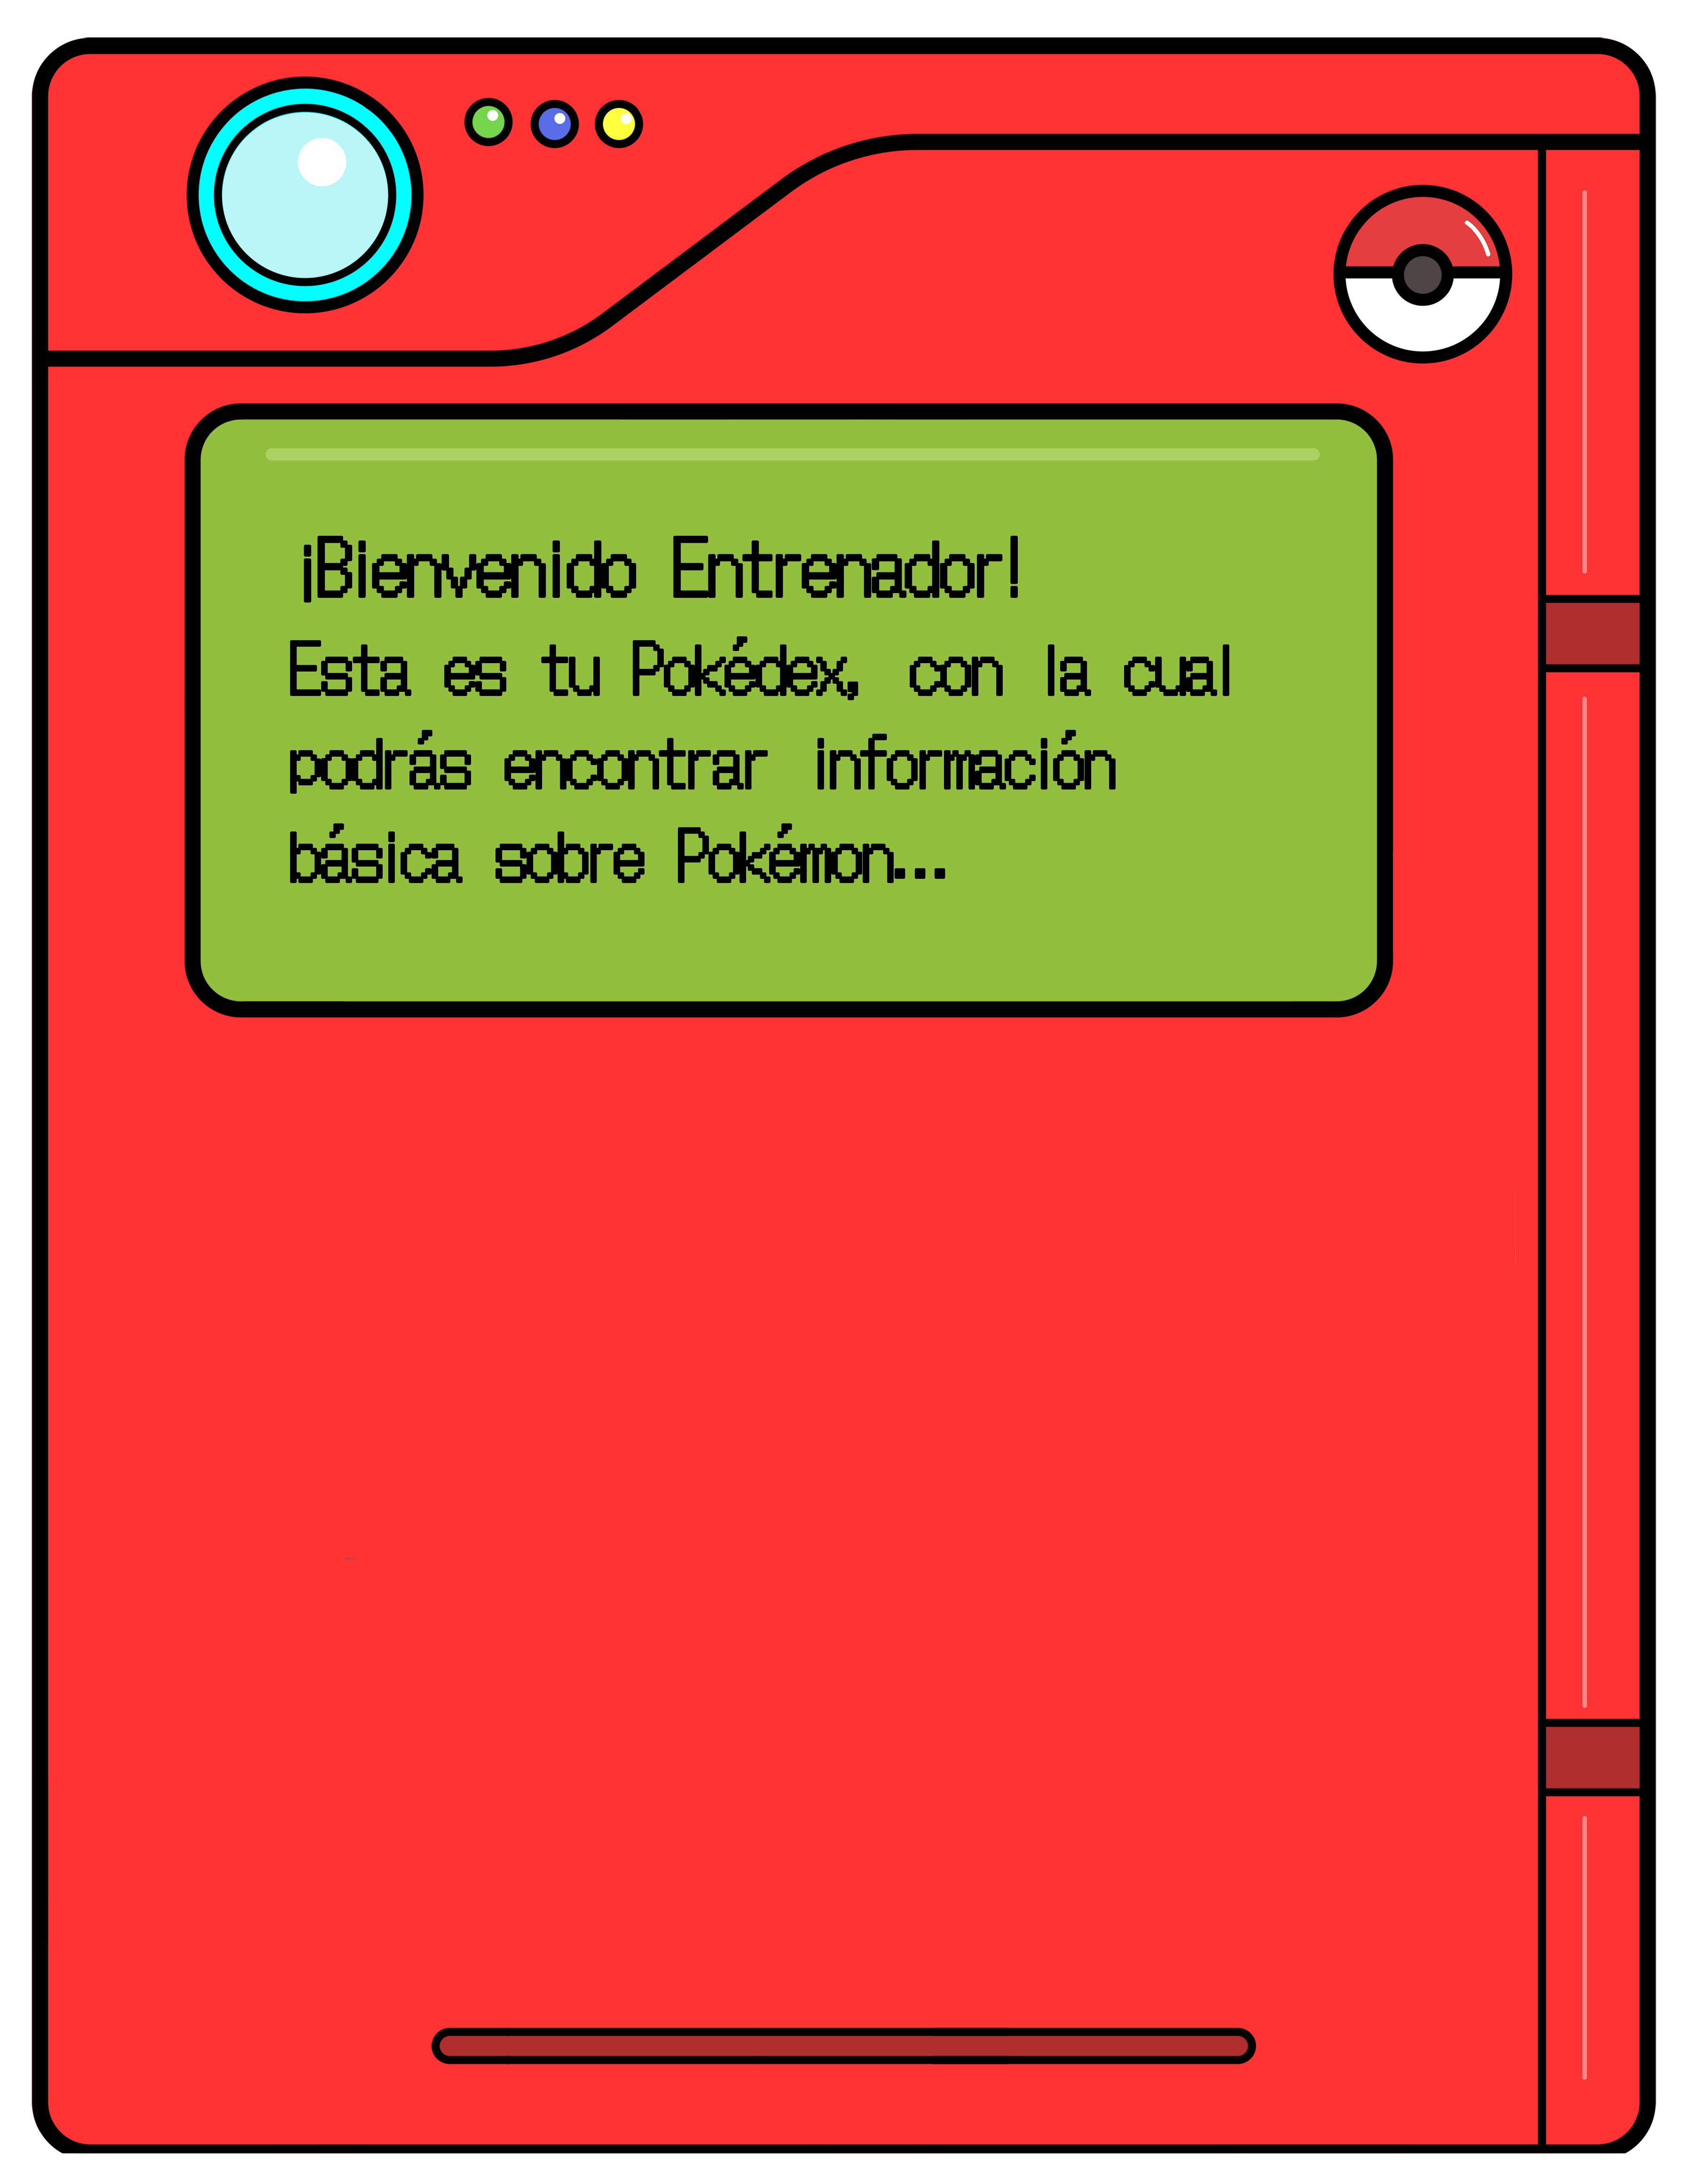 ¡Bienvenido Entrenador!
Esta es tu Pokédex, con la cual
podrás encontrar información
básica sobre Pokémon...